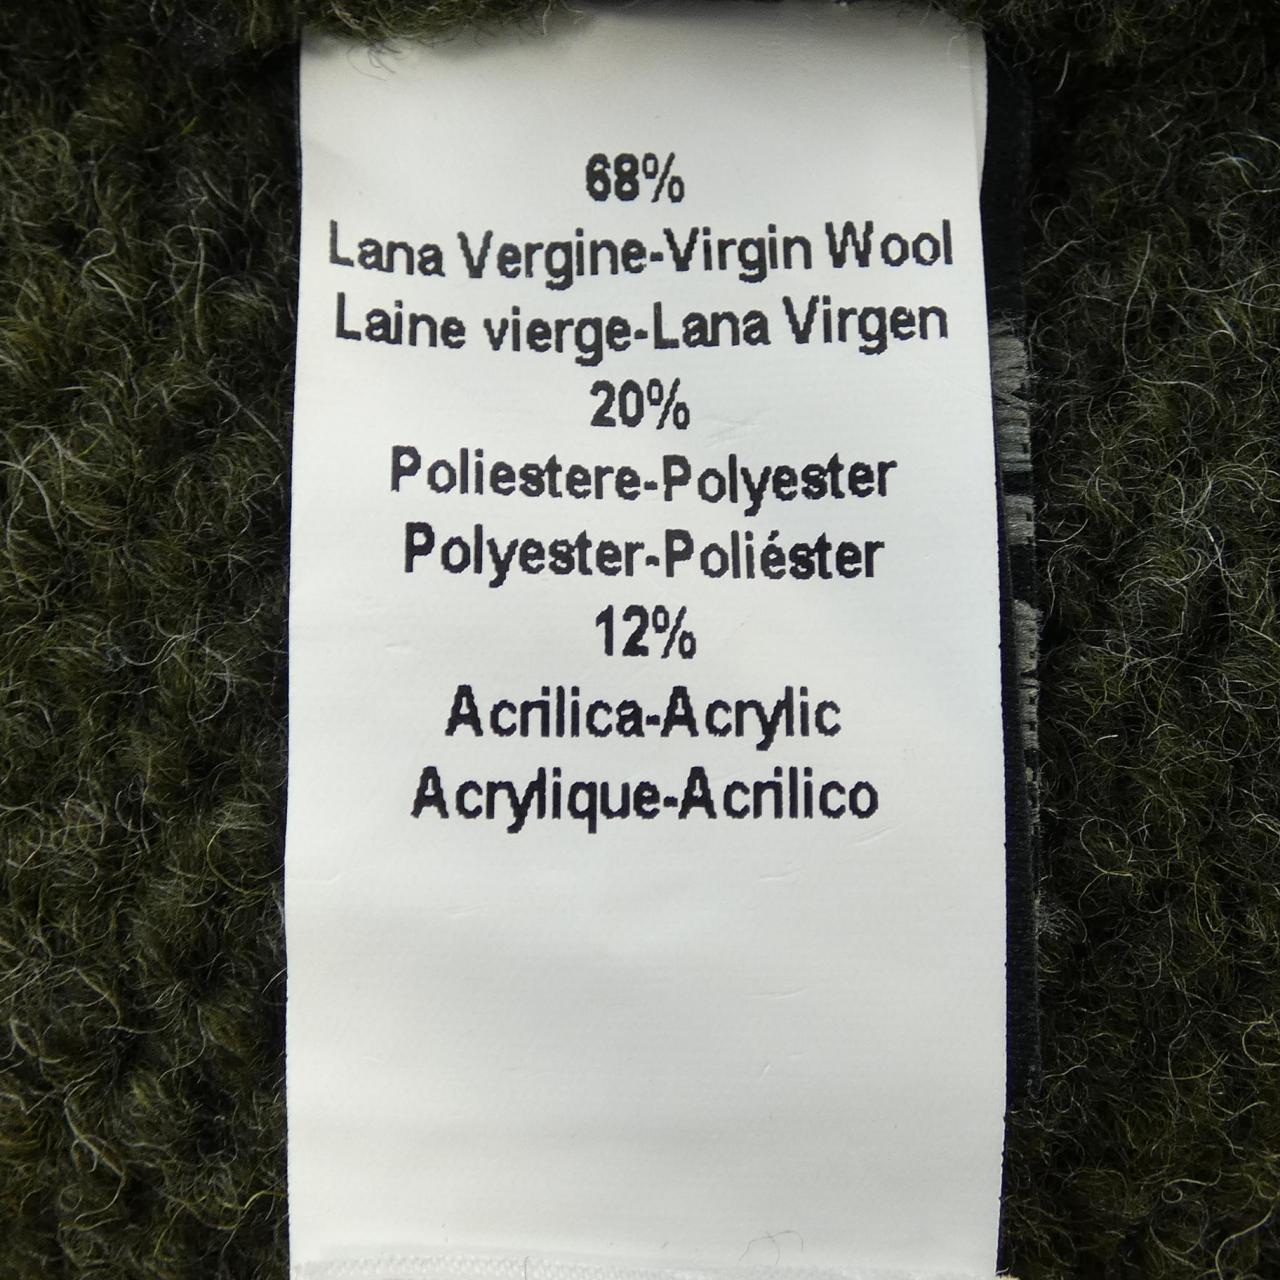 68%
Lana Vergine-Virgin Wool
Laine vierge-Lana Virgen
20%
Poliestere-Polyester
Polyester-Poliéster
12%
Acrilica-Acrylic
Acrylique-Acrilico